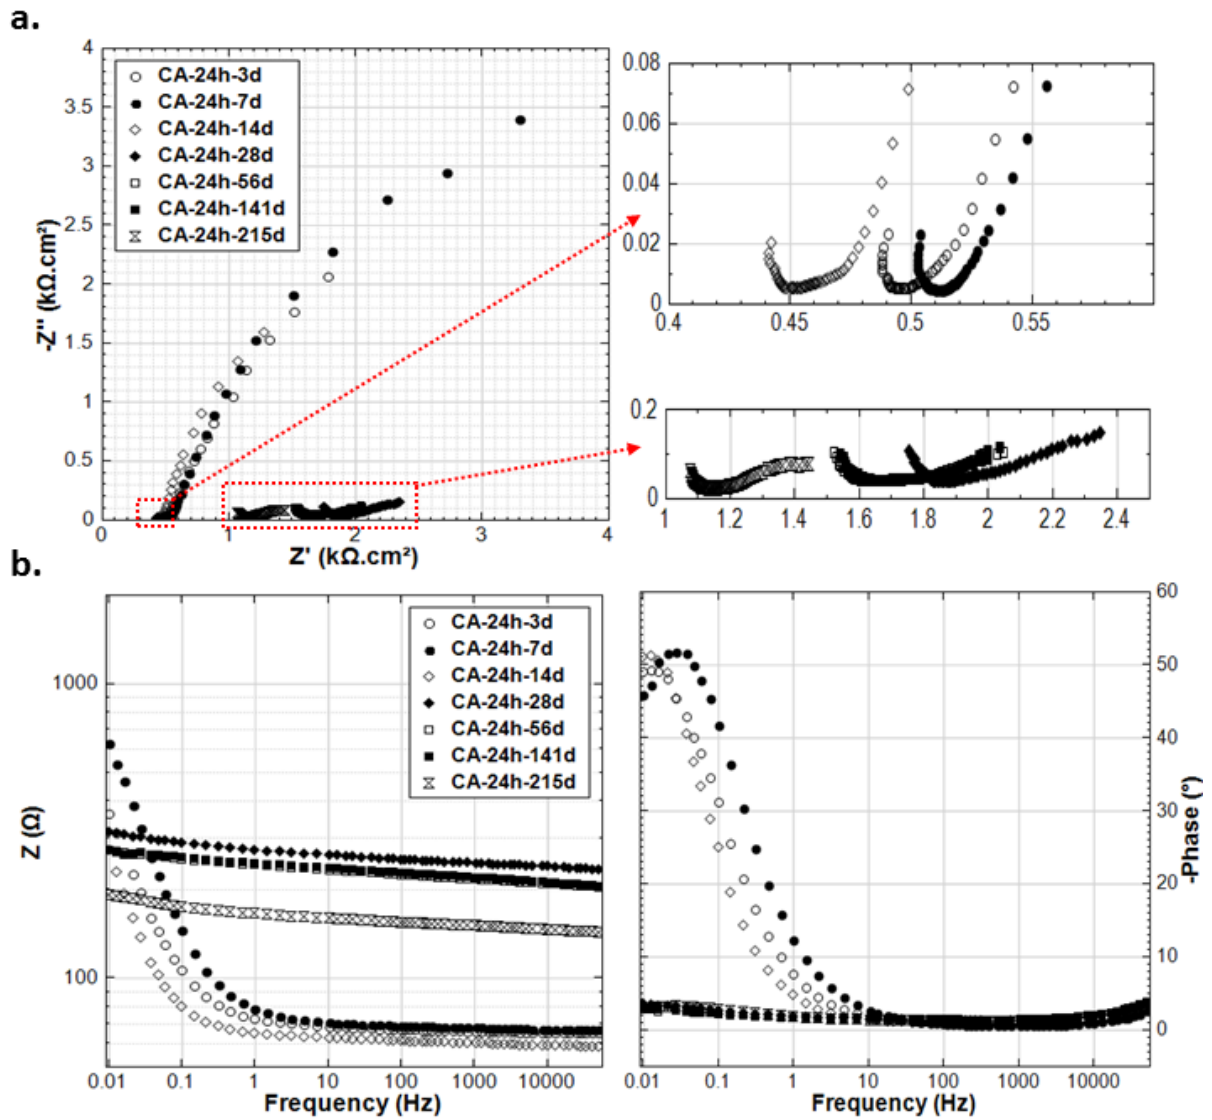 a.
4
3.5
3
2.5
2
1.5
1
0.5
0
-Z'' (kΩ.cm²)
CA-24h-3d
CA-24h-7d
CA-24h-14d
CA-24h-28d
CA-24h-56d
CA-24h-141d
CA-24h-215d
0 1 2 3 4
Z' (kΩ.cm²)
0.08
0.06
0.04
0.02
0
0.4 0.45 0.5 0.55
0.2
0.1
0
1 1.2 1.4 1.6 1.8 2 2.2 2.4
b.
1000
100
Z (Ω)
CA-24h-3d
CA-24h-7d
CA-24h-14d
CA-24h-28d
CA-24h-56d
CA-24h-141d
CA-24h-215d
0.01 0.1 1 10 100 1000 10000
Frequency (Hz)
60
50
40
30
20
10
0
-Phase (°)
0.01 0.1 1 10 100 1000 10000
Frequency (Hz)